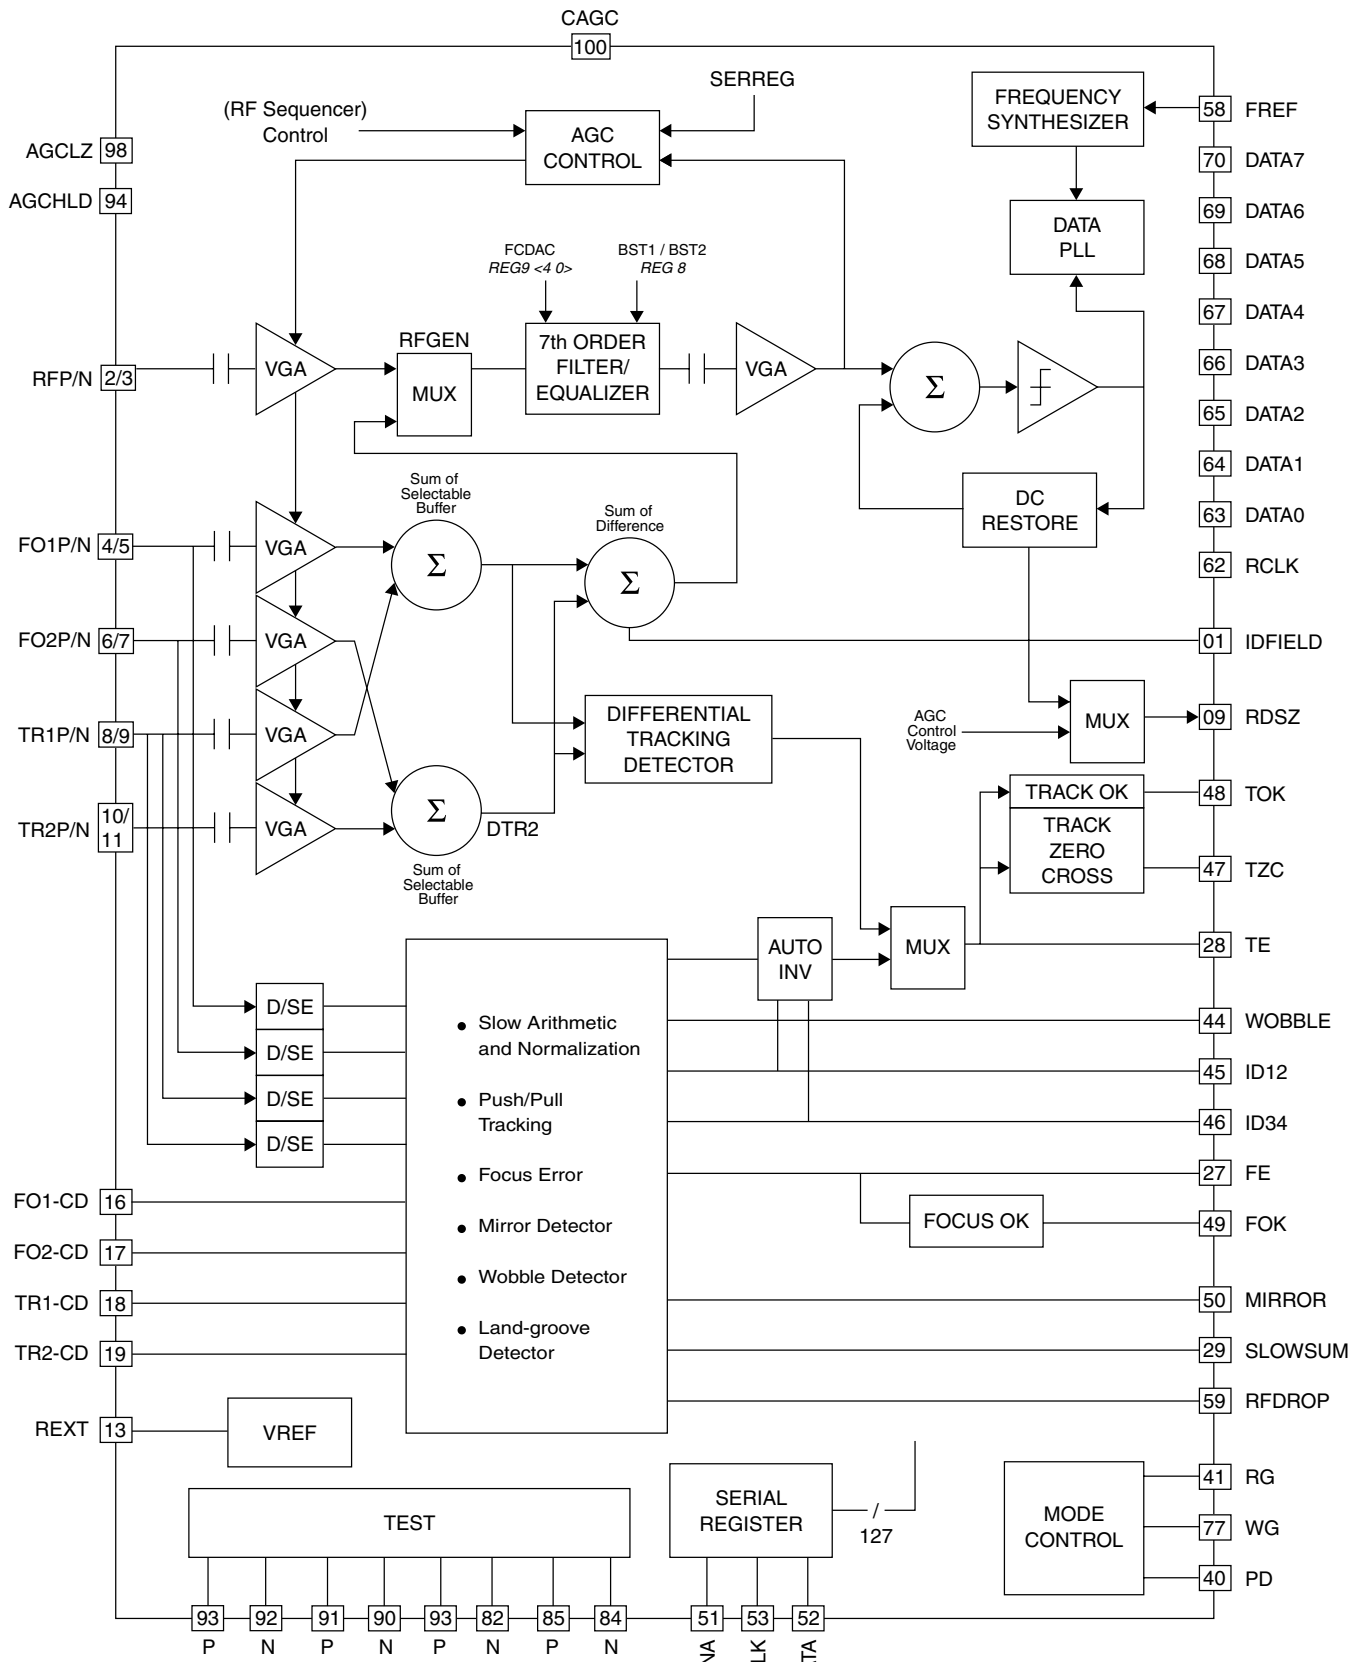 CAGC
100
SERREG
(RF Sequencer)
Control
AGC
CONTROL
FREQUENCY
SYNTHESIZER
58 FREF
AGCLZ 98
AGCHLD 94
70 DATA7
69 DATA6
DATA
PLL
68 DATA5
67 DATA4
66 DATA3
65 DATA2
64 DATA1
63 DATA0
62 RCLK
FCDAC
REG9 <4 0>
BST1 / BST2
REG 8
RFP/N 2/3
VGA
RFGEN
MUX
7th ORDER
FILTER/
EQUALIZER
VGA
Σ
DC
RESTORE
Sum of
Selectable
Buffer
Σ
Sum of
Difference
Σ
FO1P/N 4/5
VGA
FO2P/N 6/7
VGA
TR1P/N 8/9
VGA
TR2P/N 10/
11
VGA
Σ
DTR2
Sum of
Selectable
Buffer
DIFFERENTIAL
TRACKING
DETECTOR
01 IDFIELD
AGC
Control
Voltage
MUX
09 RDSZ
TRACK OK
48 TOK
TRACK
ZERO
CROSS
47 TZC
AUTO
INV
MUX
28 TE
D/SE
D/SE
D/SE
D/SE
• Slow Arithmetic
and Normalization
• Push/Pull
Tracking
• Focus Error
• Mirror Detector
• Wobble Detector
• Land-groove
Detector
44 WOBBLE
45 ID12
46 ID34
27 FE
FOCUS OK
49 FOK
50 MIRROR
29 SLOWSUM
59 RFDROP
FO1-CD 16
FO2-CD 17
TR1-CD 18
TR2-CD 19
REXT 13
VREF
TEST
SERIAL
REGISTER
/
127
MODE
CONTROL
41 RG
77 WG
40 PD
93 92 91 90 93 82 85 84 51 53 52
P N P N P N P N